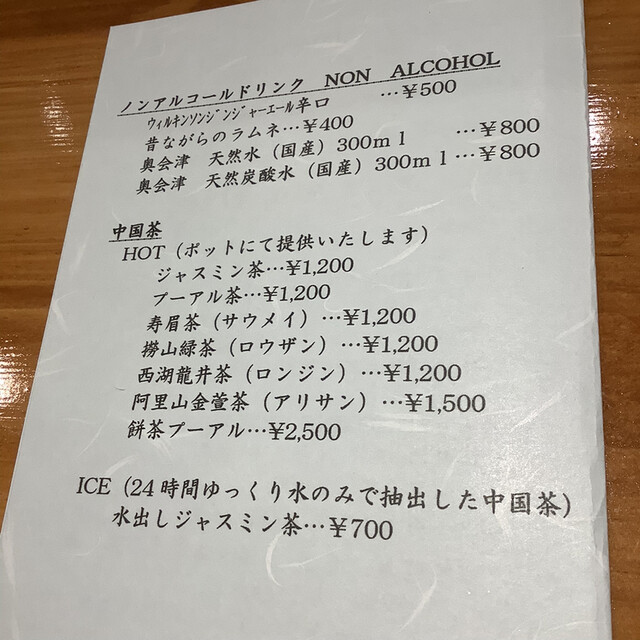 ノンアルコールドリンク NON ALCOHOL
ウィルキンソンジンジャーエール辛口 …￥500
昔ながらのラムネ…￥400
奥会津 天然水（国産）300ｍｌ …￥800
奥会津 天然炭酸水（国産）300ｍｌ…￥800
中国茶
HOT（ポットにて提供いたします）
ジャスミン茶…￥1,200
プーアル茶…￥1,200
寿眉茶（サウメイ）…￥1,200
撈山緑茶（ロウザン）…￥1,200
西湖龍井茶（ロンジン）…￥1,200
阿里山金萱茶（アリサン）…￥1,500
餅茶プーアル…￥2,500
ICE（24時間ゆっくり水のみで抽出した中国茶）
水出しジャスミン茶…￥700